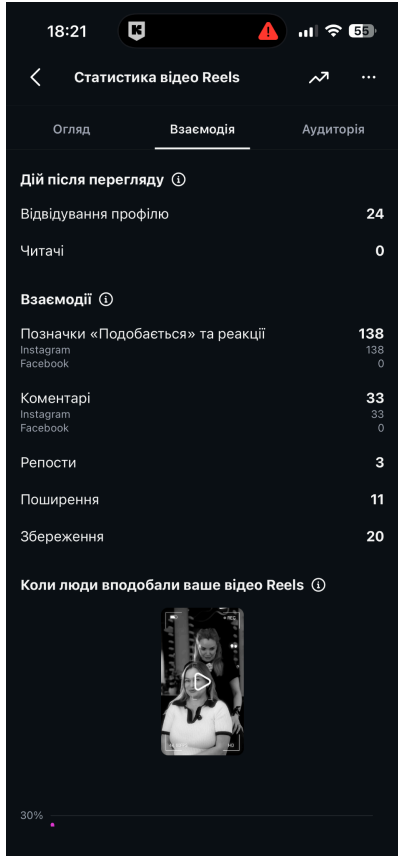 18:21
K
55
Статистика відео Reels
Огляд Взаємодія Аудиторія
Дій після перегляду
Відвідування профілю 24
Читачі 0
Взаємодії
Позначки «Подобається» та реакції 138
Instagram 138
Facebook 0
Коментарі 33
Instagram 33
Facebook 0
Репости 3
Поширення 11
Збереження 20
Коли люди вподобали ваше відео Reels
REC
HD
30%